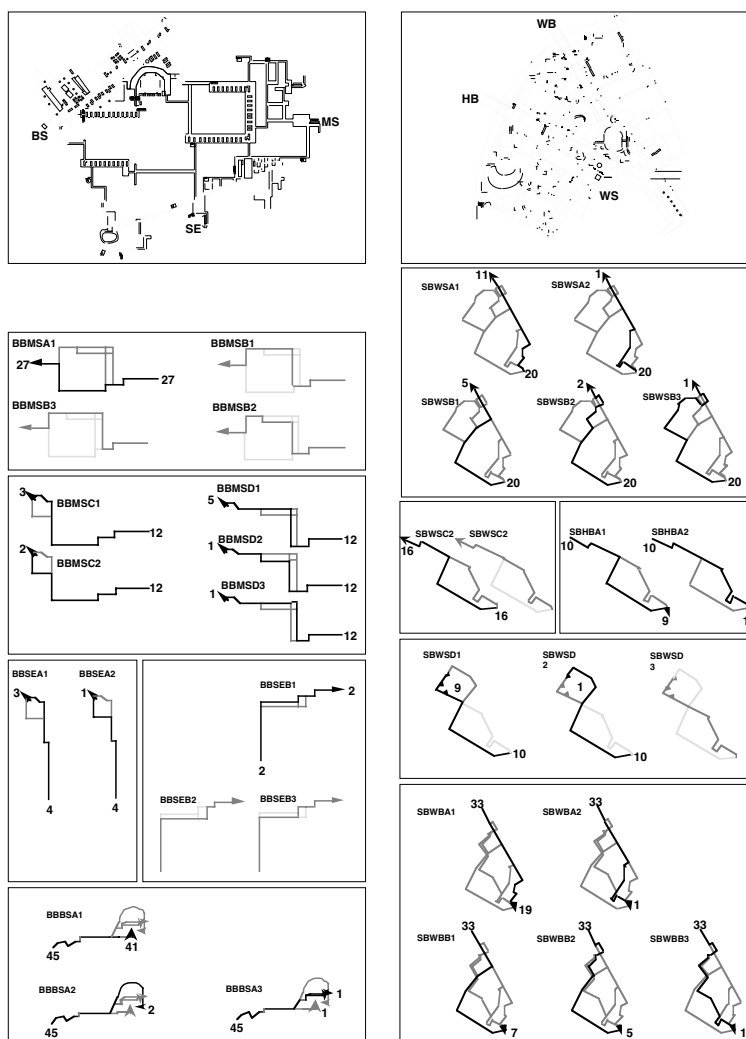 BS
MS
SE
WB
HB
WS
BBMSA1
27
27
BBMSB1
BBMSB3
BBMSB2
3
BBMSC1
12
2
BBMSC2
12
BBMSD1
5
12
BBMSD2
1
12
BBMSD3
1
12
BBSEA1
3
4
BBSEA2
1
4
BBSEB1
2
2
BBSEB2
BBSEB3
BBBSA1
45
41
BBBSA2
45
2
BBBSA3
45
1
1
SBWSA1
11
20
SBWSA2
1
20
SBWSB1
5
20
SBWSB2
2
20
SBWSB3
1
20
SBWSC2
16
16
SBWSC2
SBHBA1
10
9
SBHBA2
10
1
SBWSD1
9
10
SBWSD
2
1
10
SBWSD
3
SBWBA1
33
19
SBWBA2
33
1
SBWBB1
33
7
SBWBB2
33
5
SBWBB3
33
1